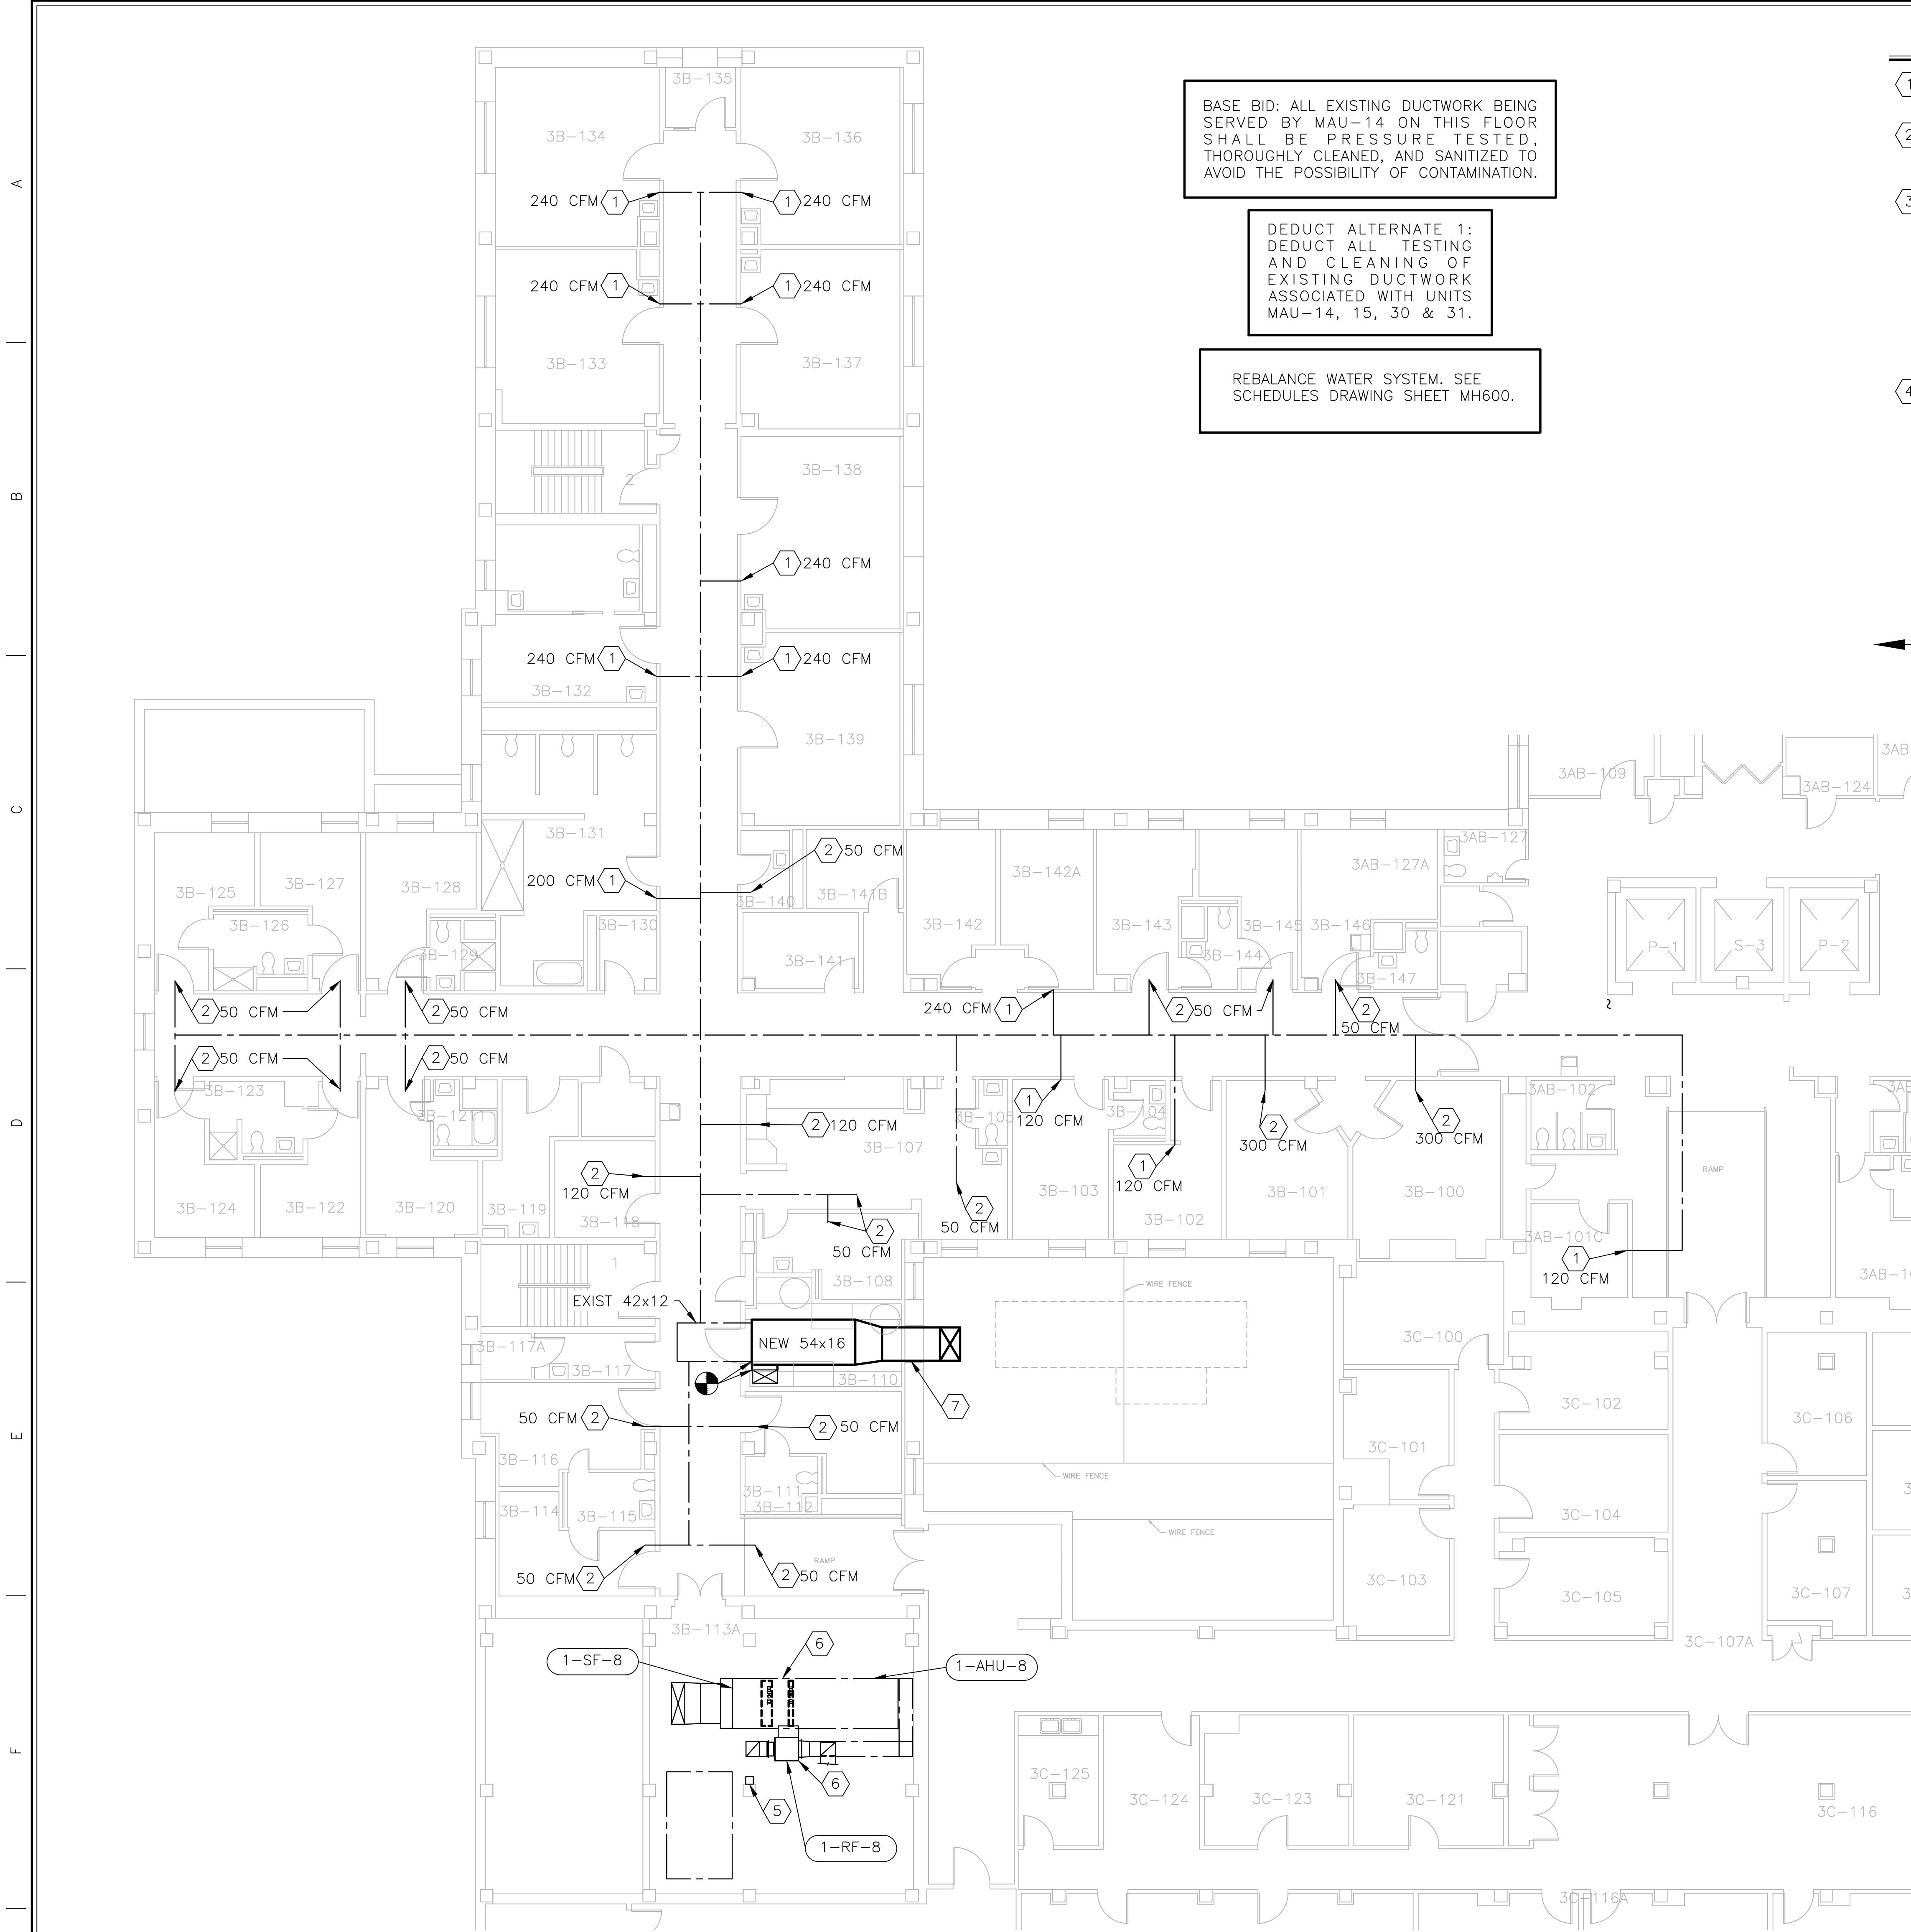 BASE BID: ALL EXISTING DUCTWORK BEING
SERVED BY MAU-14 ON THIS FLOOR
SHALL BE PRESSURE TESTED,
THOROUGHLY CLEANED, AND SANITIZED TO
AVOID THE POSSIBILITY OF CONTAMINATION.
DEDUCT ALTERNATE 1:
DEDUCT ALL TESTING
AND CLEANING OF
EXISTING DUCTWORK
ASSOCIATED WITH UNITS
MAU-14, 15, 30 & 31.
REBALANCE WATER SYSTEM. SEE
SCHEDULES DRAWING SHEET MH600.
1
2
3
4
A
B
C
D
E
F
3B-135
3B-134
3B-136
240 CFM 1
1 240 CFM
240 CFM 1
1 240 CFM
3B-133
3B-137
3B-138
2
1 240 CFM
240 CFM 1
1 240 CFM
3B-132
3B-139
3AB-109
3AB-124
3AB
3B-131
3AB-127
2 50 CFM
3B-125
3B-127
3B-128
200 CFM 1
3B-140
3B-141B
3B-142A
3AB-127A
3B-126
3B-129
3B-130
3B-141
3B-142
3B-143
3B-144
3B-145
3B-146
3B-147
P-1
S-3
P-2
2 50 CFM
2 50 CFM
240 CFM 1
2 50 CFM
2
50 CFM
2 50 CFM
2 50 CFM
3B-123
3B-121
3B-105
1
120 CFM
3B-104
3AB-102
2 120 CFM
3B-107
2
300 CFM
2
300 CFM
2
120 CFM
1
120 CFM
RAMP
3B-124
3B-122
3B-120
3B-119
3B-118
3B-103
3B-102
3B-101
3B-100
2
50 CFM
2
50 CFM
3AB-101C
1
120 CFM
1
3B-108
EXIST 42x12
WIRE FENCE
NEW 54x16
3B-117A
3B-117
3B-110
7
3C-100
3C-102
3C-106
50 CFM 2
2 50 CFM
3B-116
3C-101
WIRE FENCE
3B-111
3B-112
3B-114
3B-115
3C-104
WIRE FENCE
RAMP
50 CFM 2
2 50 CFM
3C-103
3C-105
3C-107
3B-113A
3C-107A
1-SF-8
6
1-AHU-8
6
5
1-RF-8
3C-125
3C-124
3C-123
3C-121
3C-116
3C-116A